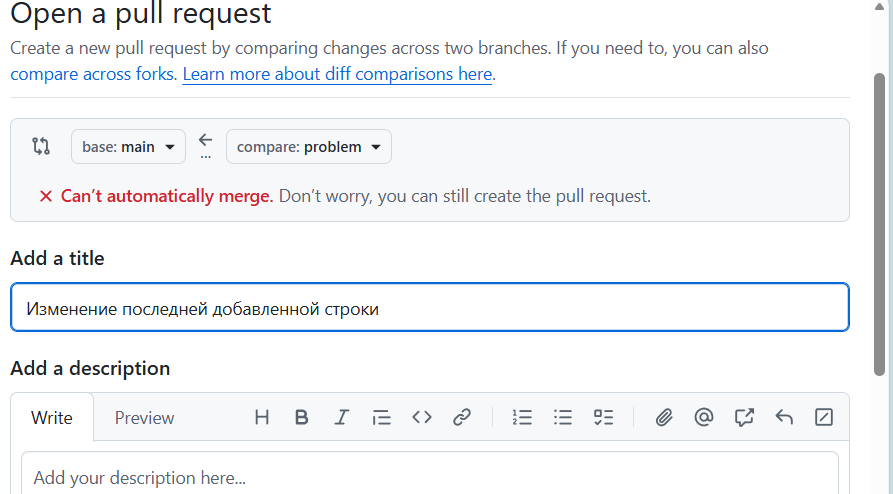 Open a pull request
Create a new pull request by comparing changes across two branches. If you need to, you can also
compare across forks. Learn more about diff comparisons here.
base: main
...
compare: problem
Can’t automatically merge. Don’t worry, you can still create the pull request.
Add a title
Изменение последней добавленной строки
Add a description
Write Preview
Add your description here...